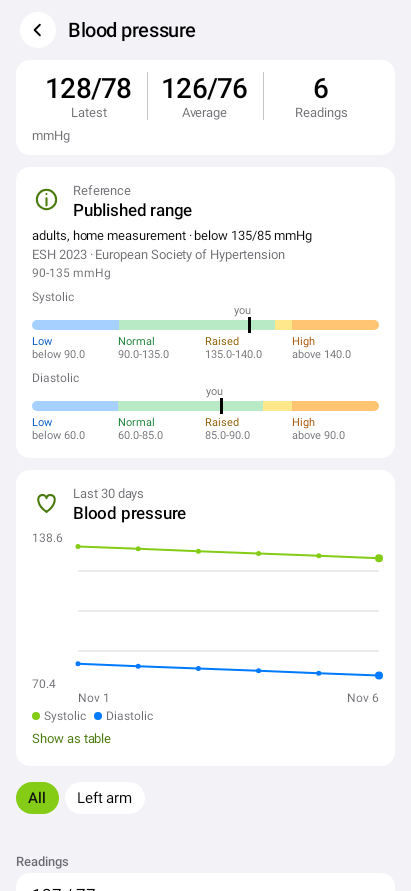 Blood pressure
128/78
126/76
6
Latest
Average
Readings
mmHg
Reference
Published range
adults, home measurement · below 135/85 mmHg
ESH 2023 · European Society of Hypertension
90-135 mmHg
Systolic
you
Low
Normal
Raised
High
below 90.0
90.0-135.0
135.0-140.0
above 140.0
Diastolic
you
Low
Normal
Raised
High
below 60.0
60.0-85.0
85.0-90.0
above 90.0
Last 30 days
Blood pressure
138.6
70.4
Nov 1
Nov 6
Systolic
Diastolic
Show as table
All
Left arm
Readings